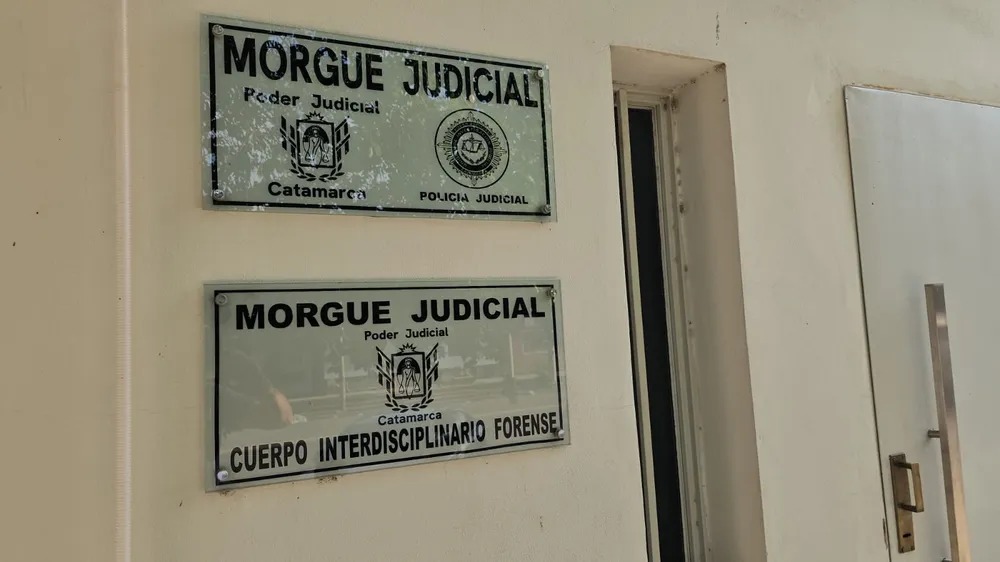 MORGUE JUDICIAL
Poder Judicial
Catamarca
POLICIA JUDICIAL
MORGUE JUDICIAL
Poder Judicial
Catamarca
CUERPO INTERDISCIPLINARIO FORENSE